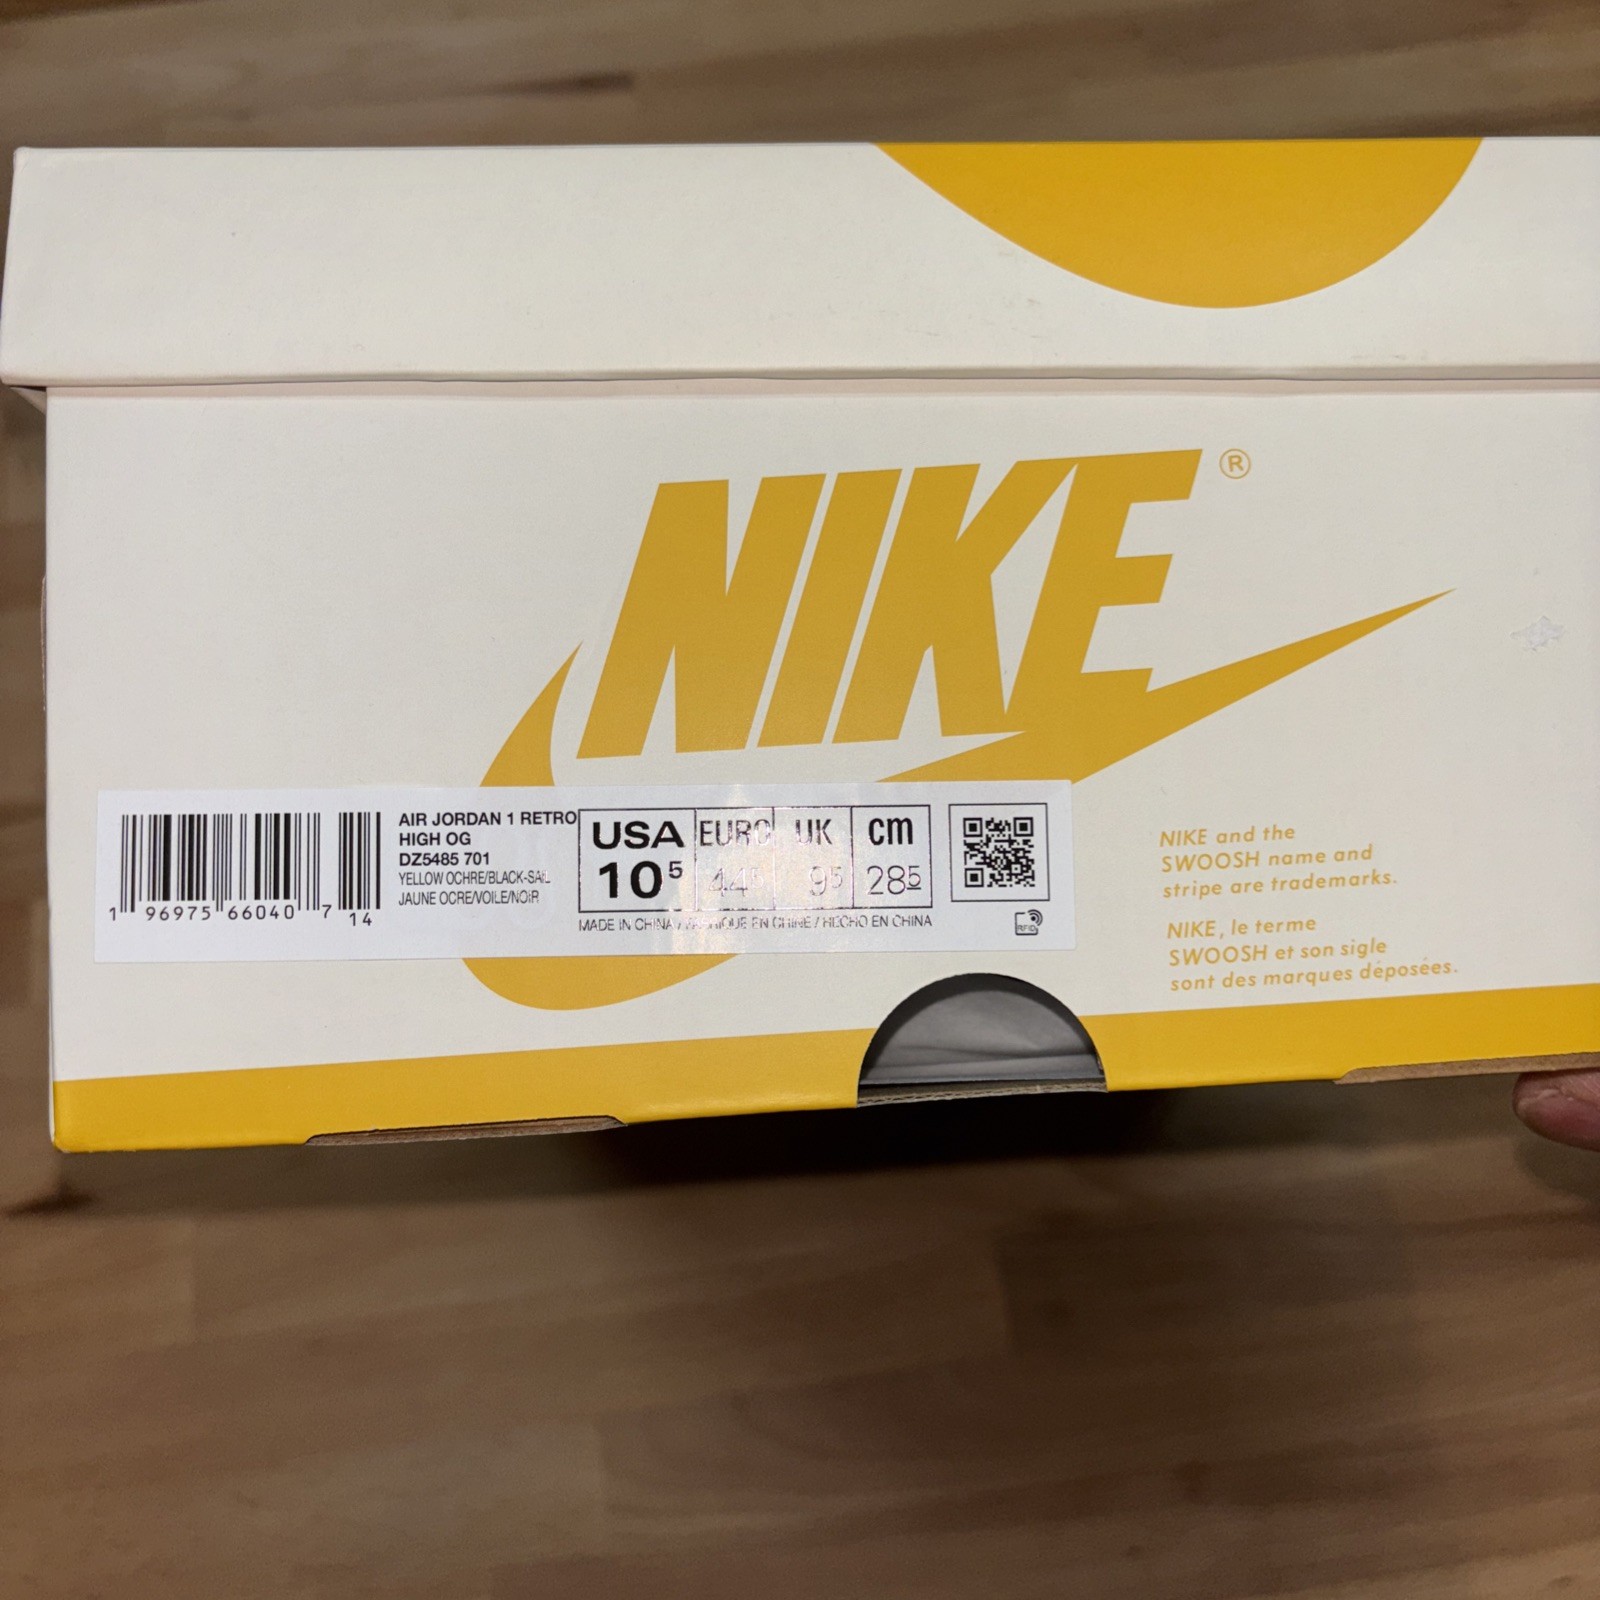 NIKE®
AIR JORDAN 1 RETRO
HIGH OG
DZ5485 701
YELLOW OCHRE/BLACK-SAIL
JAUNE OCRE/VOILE/NOIR
1 96975 66040 7 14
USA EURO UK cm
10⁵ 44⁵ 9⁵ 28⁵
MADE IN CHINA / FABRIQUE EN CHINE / HECHO EN CHINA
RFID
NIKE and the
SWOOSH name and
stripe are trademarks.
NIKE, le terme
SWOOSH et son sigle
sont des marques déposées.